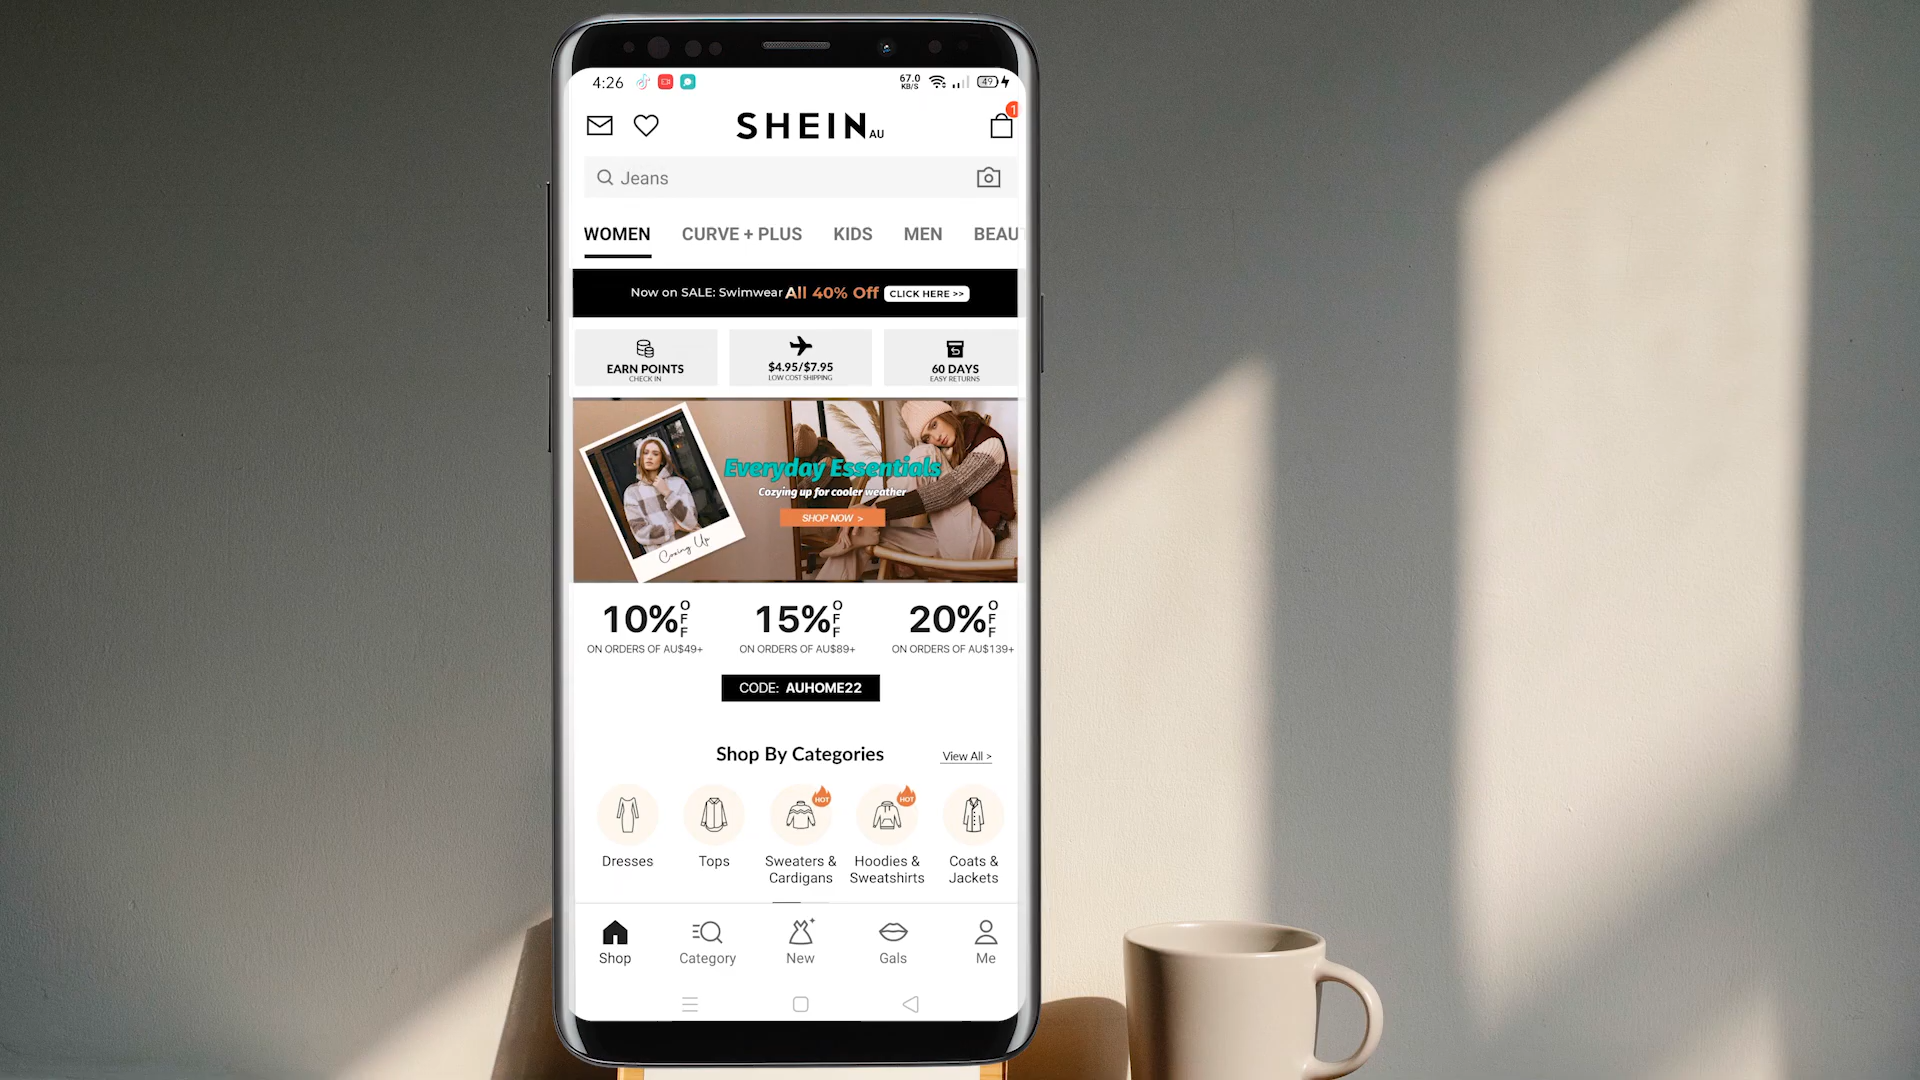 4:26
67.0
KB/S
49
SHEIN AU
1
Jeans
WOMEN CURVE + PLUS KIDS MEN BEAU
Now on SALE: Swimwear All 40% Off CLICK HERE >>
EARN POINTS
CHECK IN
$4.95/$7.95
LOW COST SHIPPING
60 DAYS
EASY RETURNS
Everyday Essentials
Cozying up for cooler weather
SHOP NOW >
Cozing Up
10% OFF
ON ORDERS OF AU$49+
15% OFF
ON ORDERS OF AU$89+
20% OFF
ON ORDERS OF AU$139+
CODE: AUHOME22
Shop By Categories
View All >
HOT
HOT
Dresses
Tops
Sweaters &
Cardigans
Hoodies &
Sweatshirts
Coats &
Jackets
Shop
Category
New
Gals
Me